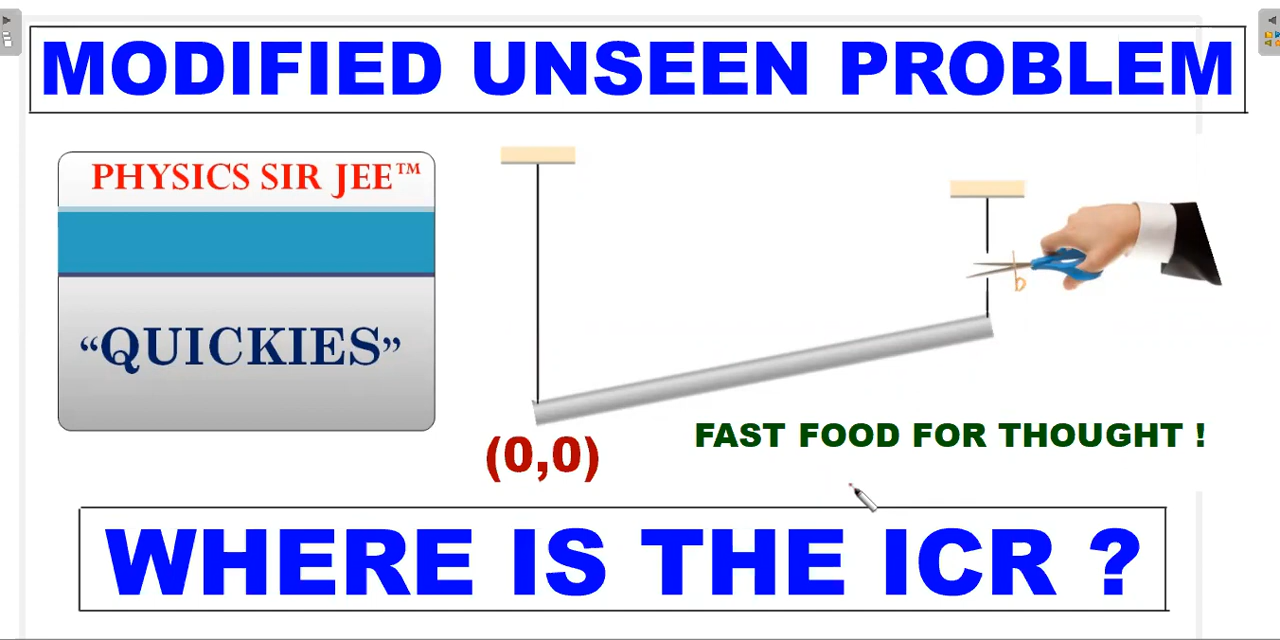 MODIFIED UNSEEN PROBLEM
PHYSICS SIR JEE™
“QUICKIES”
b
(0,0)
FAST FOOD FOR THOUGHT !
WHERE IS THE ICR ?